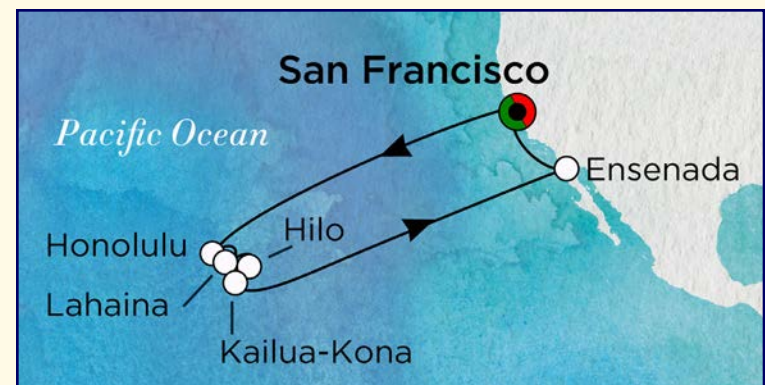 San Francisco
Pacific Ocean
Ensenada
Hilo
Honolulu
Lahaina
Kailua-Kona